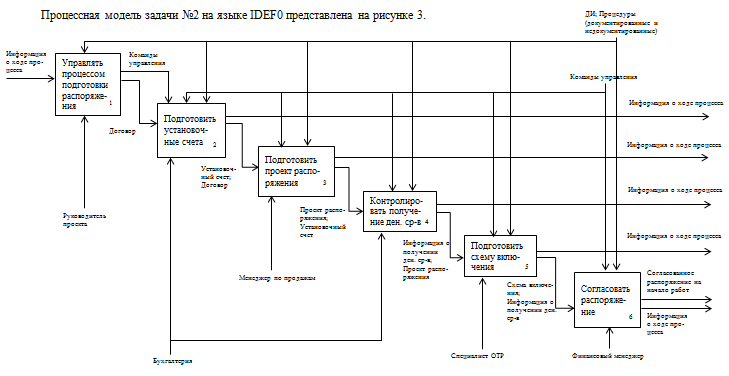 Процессная модель задачи №2 на языке IDEF0 представлена на рисунке 3.
ДИ; Процедуры
(документированные и
недокументированные)
Информация
о ходе про-
цесса
Управлять
процессом
подготовки
распоряже-
ния 1
Команды
управления
Команды управления
Информация о ходе процесса
Договор
Подготовить
установоч-
ные счета 2
Информация о ходе процесса
Установоч-
ный счет;
Договор
Подготовить
проект распо-
ряжения 3
Информация о ходе процесса
Руководитель
проекта
Проект распо-
ряжения;
Установочный
счет
Контролиро-
вать получе-
ние ден. ср-в 4
Информация о ходе процесса
Информация о
получении
ден. ср-в;
Проект распо-
ряжения
Подготовить
схему вклю-
чения 5
Менеджер по продажам
Схема включе-
ния;
Информация о
получении ден.
ср-в
Согласовать
распоряже-
ние 6
Согласованное
распоряжение на
начало работ
Информация
о ходе про-
цесса
Бухгалтерия
Специалист ОТР
Финансовый менеджер